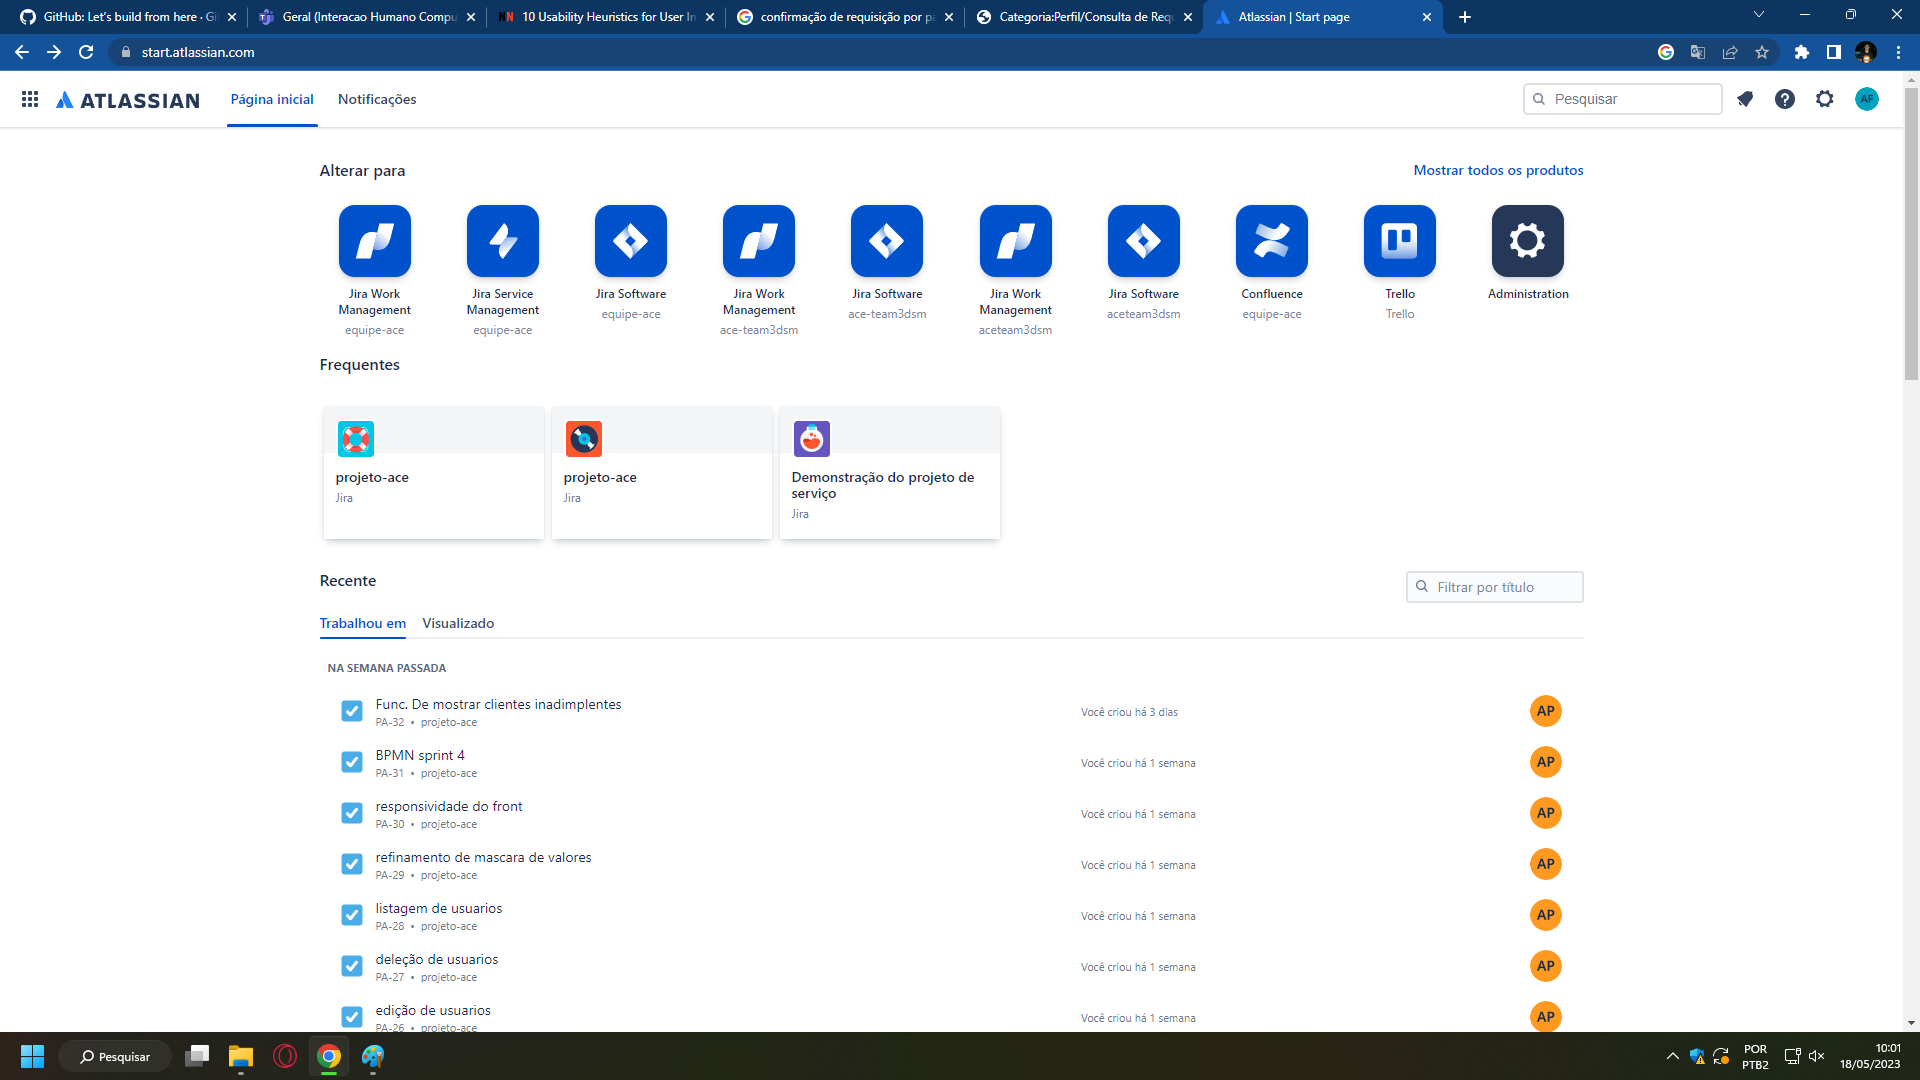 GitHub: Let's build from here · Gi
Geral (Interacao Humano Compu
10 Usability Heuristics for User In
confirmação de requisição por pa
Categoria:Perfil/Consulta de Requ
Atlassian | Start page
start.atlassian.com
ATLASSIAN
Página inicial
Notificações
Pesquisar
AF
Alterar para
Mostrar todos os produtos
Jira Work Management
equipe-ace
Jira Service Management
equipe-ace
Jira Software
equipe-ace
Jira Work Management
ace-team3dsm
Jira Software
ace-team3dsm
Jira Work Management
aceteam3dsm
Jira Software
aceteam3dsm
Confluence
equipe-ace
Trello
Trello
Administration
Frequentes
projeto-ace
Jira
projeto-ace
Jira
Demonstração do projeto de
serviço
Jira
Recente
Filtrar por título
Trabalhou em
Visualizado
NA SEMANA PASSADA
Func. De mostrar clientes inadimplentes
PA-32 • projeto-ace
Você criou há 3 dias
AP
BPMN sprint 4
PA-31 • projeto-ace
Você criou há 1 semana
AP
responsividade do front
PA-30 • projeto-ace
Você criou há 1 semana
AP
refinamento de mascara de valores
PA-29 • projeto-ace
Você criou há 1 semana
AP
listagem de usuarios
PA-28 • projeto-ace
Você criou há 1 semana
AP
deleção de usuarios
PA-27 • projeto-ace
Você criou há 1 semana
AP
edição de usuarios
PA-26 • projeto-ace
Você criou há 1 semana
AP
Pesquisar
POR
PTB2
10:01
18/05/2023